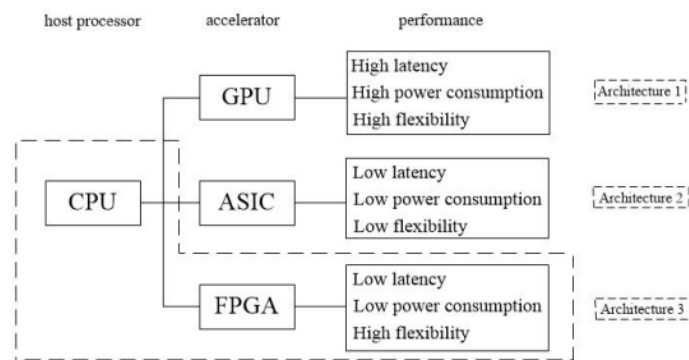 host processor accelerator performance
GPU
High latency
High power consumption
High flexibility
Architecture 1
CPU
ASIC
Low latency
Low power consumption
Low flexibility
Architecture 2
FPGA
Low latency
Low power consumption
High flexibility
Architecture 3